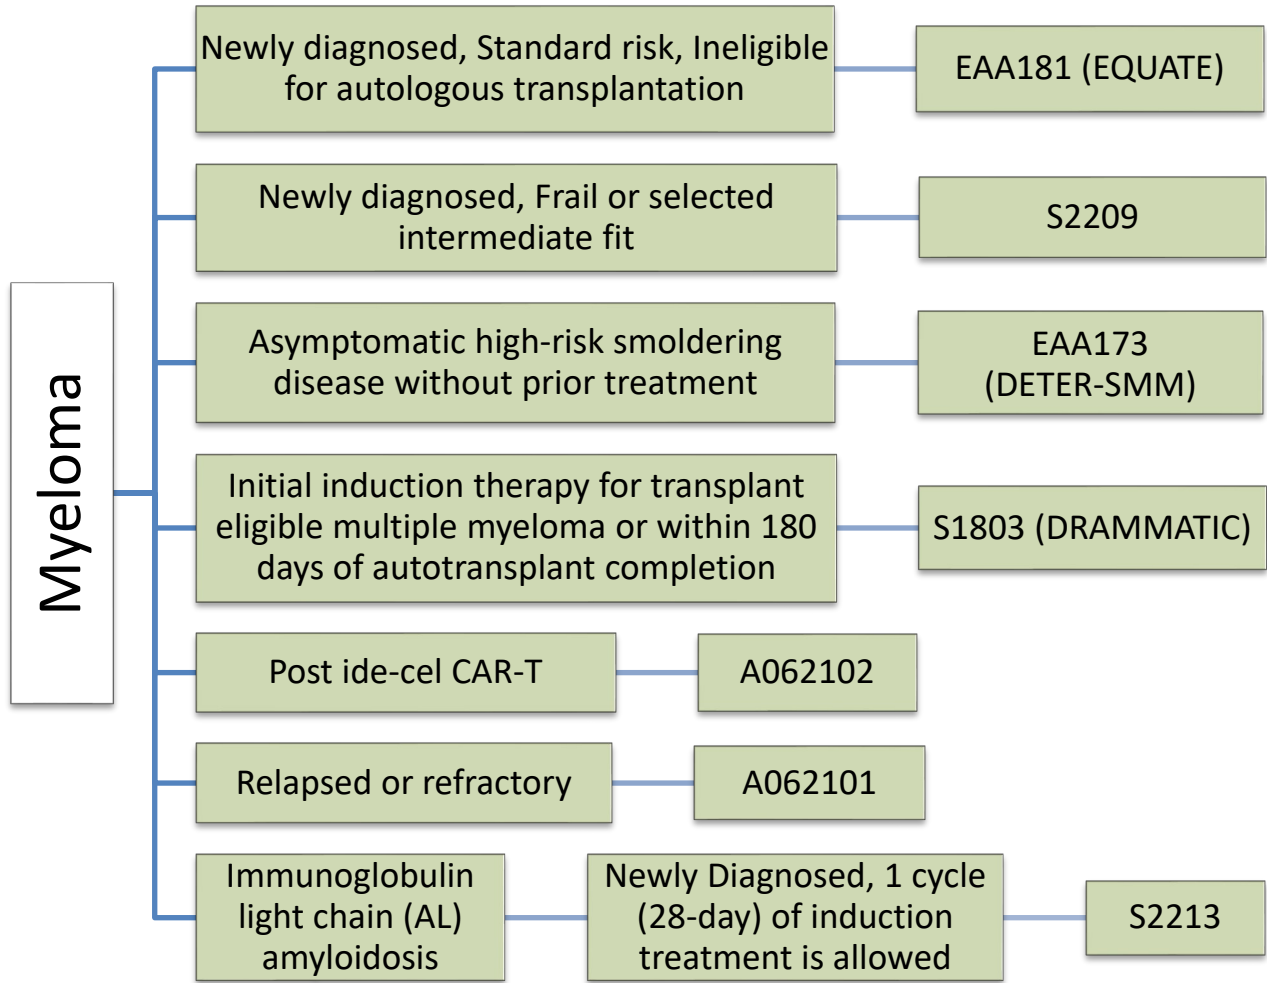 Myeloma
Newly diagnosed, Standard risk, Ineligible
for autologous transplantation
EAA181 (EQUATE)
Newly diagnosed, Frail or selected
intermediate fit
S2209
Asymptomatic high-risk smoldering
disease without prior treatment
EAA173
(DETER-SMM)
Initial induction therapy for transplant
eligible multiple myeloma or within 180
days of autotransplant completion
S1803 (DRAMMATIC)
Post ide-cel CAR-T
A062102
Relapsed or refractory
A062101
Immunoglobulin
light chain (AL)
amyloidosis
Newly Diagnosed, 1 cycle
(28-day) of induction
treatment is allowed
S2213